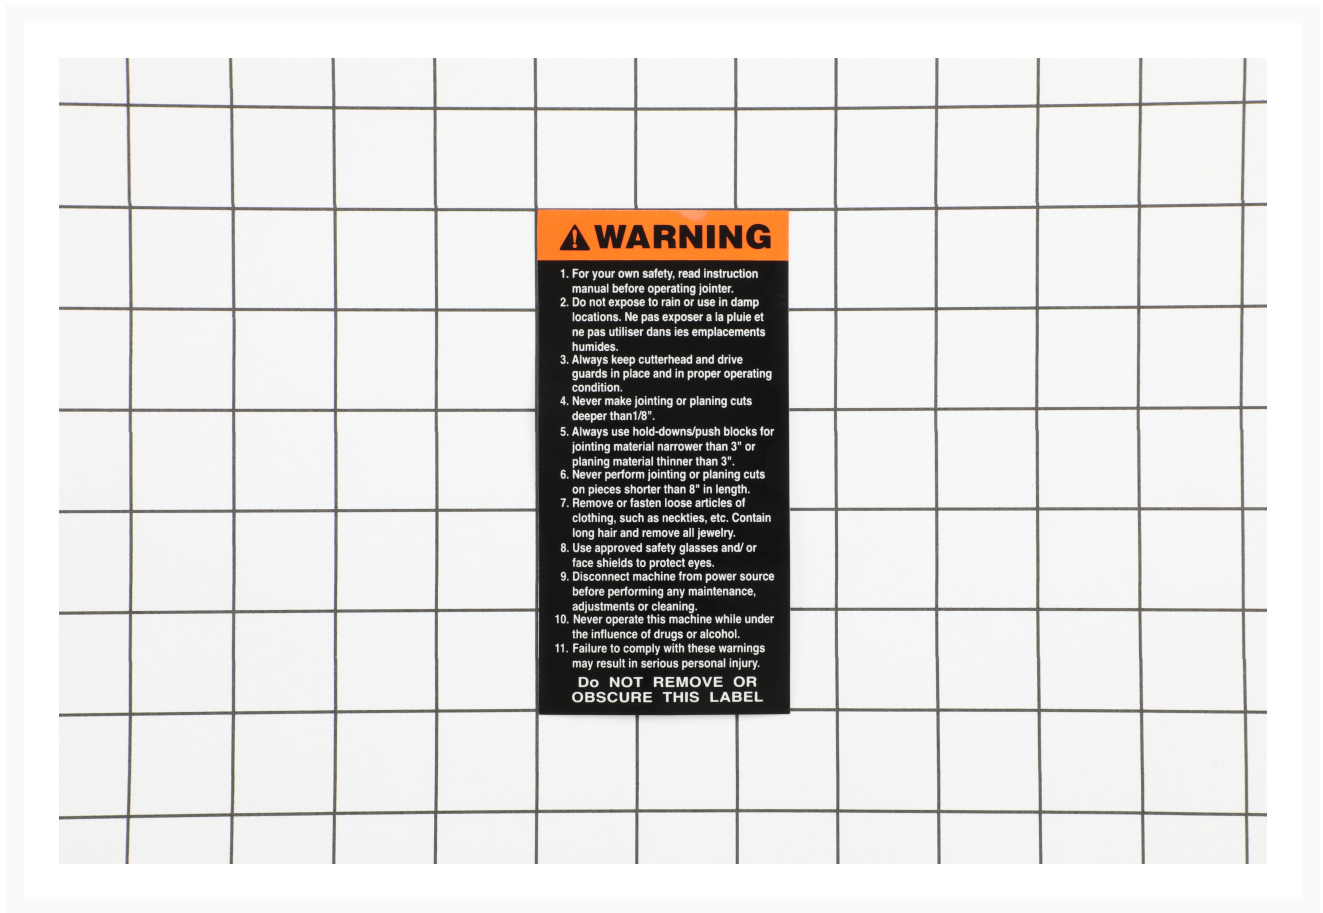 WARNING
1. For your own safety, read instruction
manual before operating jointer.
2. Do not expose to rain or use in damp
locations. Ne pas exposer a la pluie et
ne pas utiliser dans ies emplacements
humides.
3. Always keep cutterhead and drive
guards in place and in proper operating
condition.
4. Never make jointing or planing cuts
deeper than1/8".
5. Always use hold-downs/push blocks for
jointing material narrower than 3" or
planing material thinner than 3".
6. Never perform jointing or planing cuts
on pieces shorter than 8" in length.
7. Remove or fasten loose articles of
clothing, such as neckties, etc. Contain
long hair and remove all jewelry.
8. Use approved safety glasses and/ or
face shields to protect eyes.
9. Disconnect machine from power source
before performing any maintenance,
adjustments or cleaning.
10. Never operate this machine while under
the influence of drugs or alcohol.
11. Failure to comply with these warnings
may result in serious personal injury.
Do NOT REMOVE OR
OBSCURE THIS LABEL